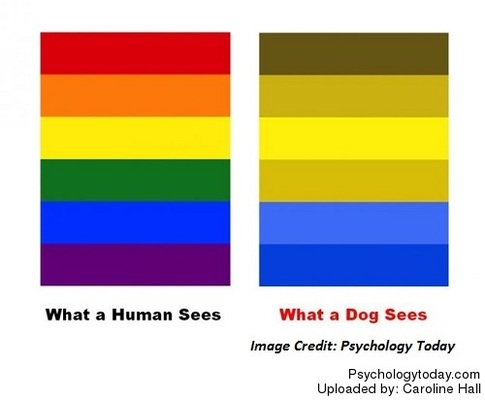 What a Human Sees
What a Dog Sees
Image Credit: Psychology Today
Psychologytoday.com
Uploaded by: Caroline Hall